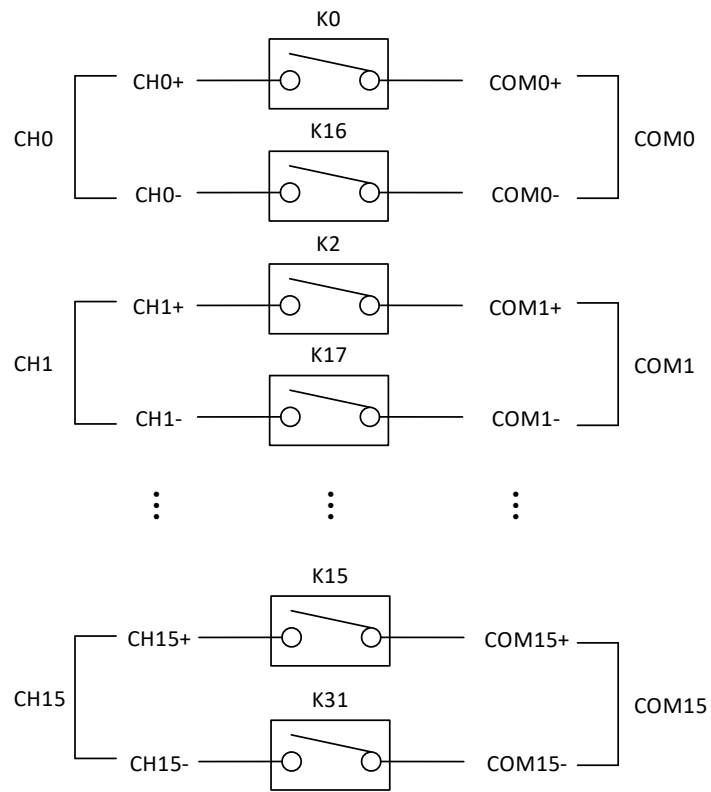 K0
CH0+ COM0+
CH0 COM0
K16
CH0- COM0-
K2
CH1+ COM1+
CH1 COM1
K17
CH1- COM1-
K15
CH15+ COM15+
CH15 COM15
K31
CH15- COM15-